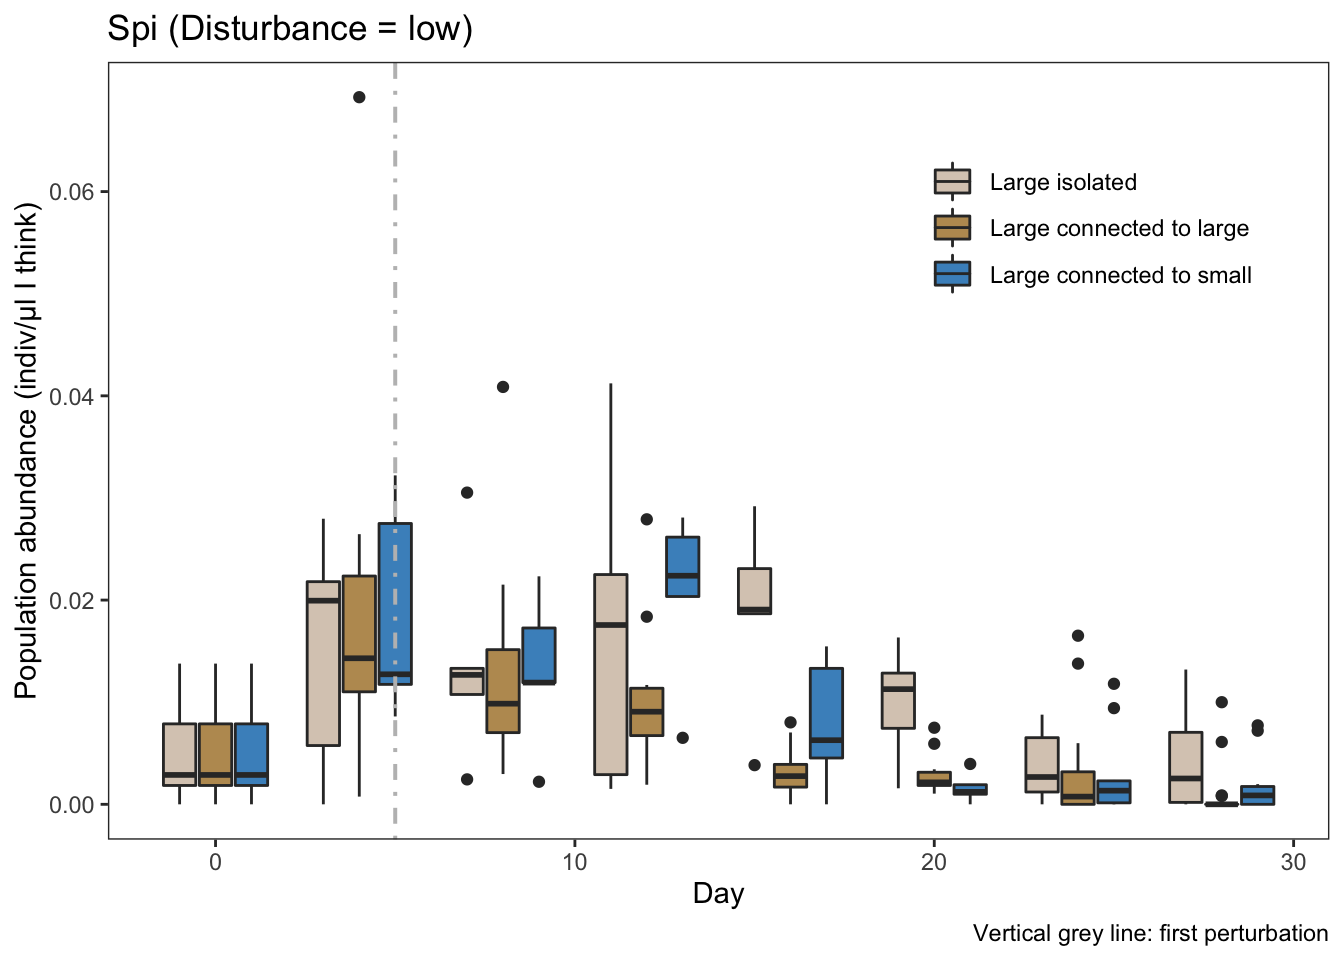 Spi (Disturbance = low)
Population abundance (indiv/µl I think)
0.06
0.04
0.02
0.00
Large isolated
Large connected to large
Large connected to small
0 10 20 30
Day
Vertical grey line: first perturbation